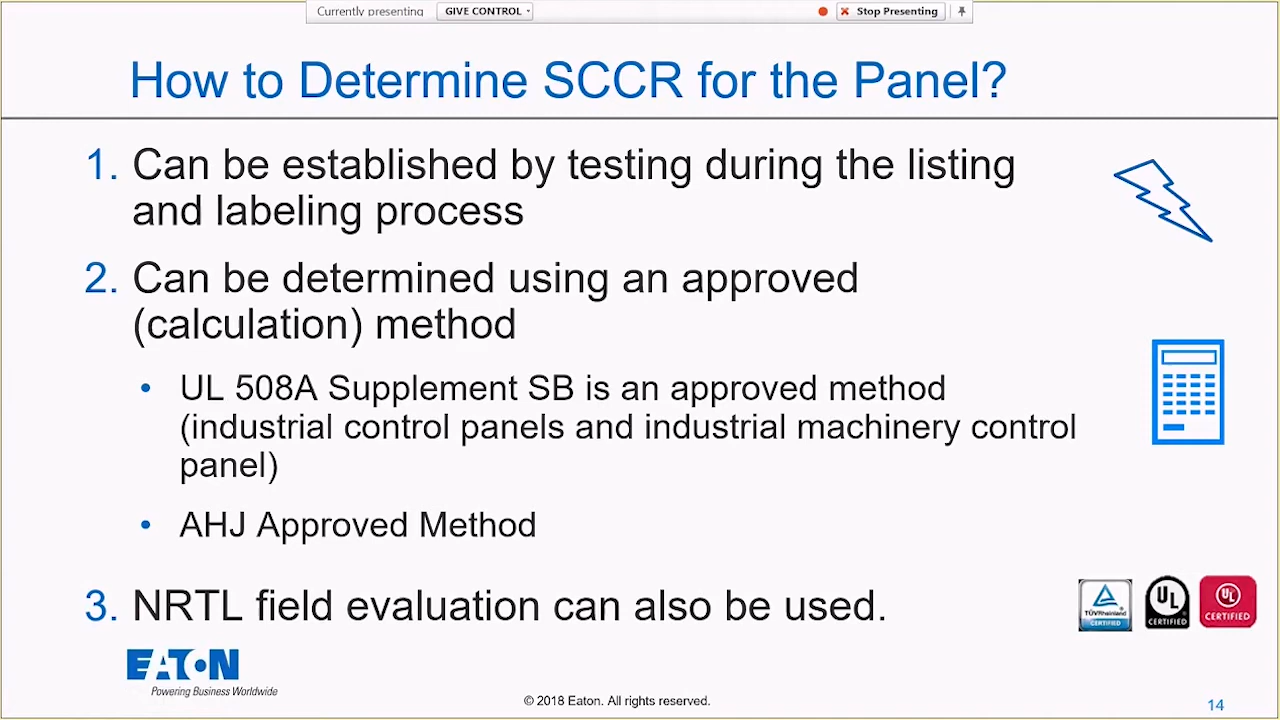 Currently presenting GIVE CONTROL Stop Presenting
How to Determine SCCR for the Panel?
1. Can be established by testing during the listing
and labeling process
2. Can be determined using an approved
(calculation) method
• UL 508A Supplement SB is an approved method
(industrial control panels and industrial machinery control
panel)
• AHJ Approved Method
3. NRTL field evaluation can also be used.
TÜVRheinland®
CERTIFIED
UL
CERTIFIED
UL
CERTIFIED
EATON
Powering Business Worldwide
© 2018 Eaton. All rights reserved.
14